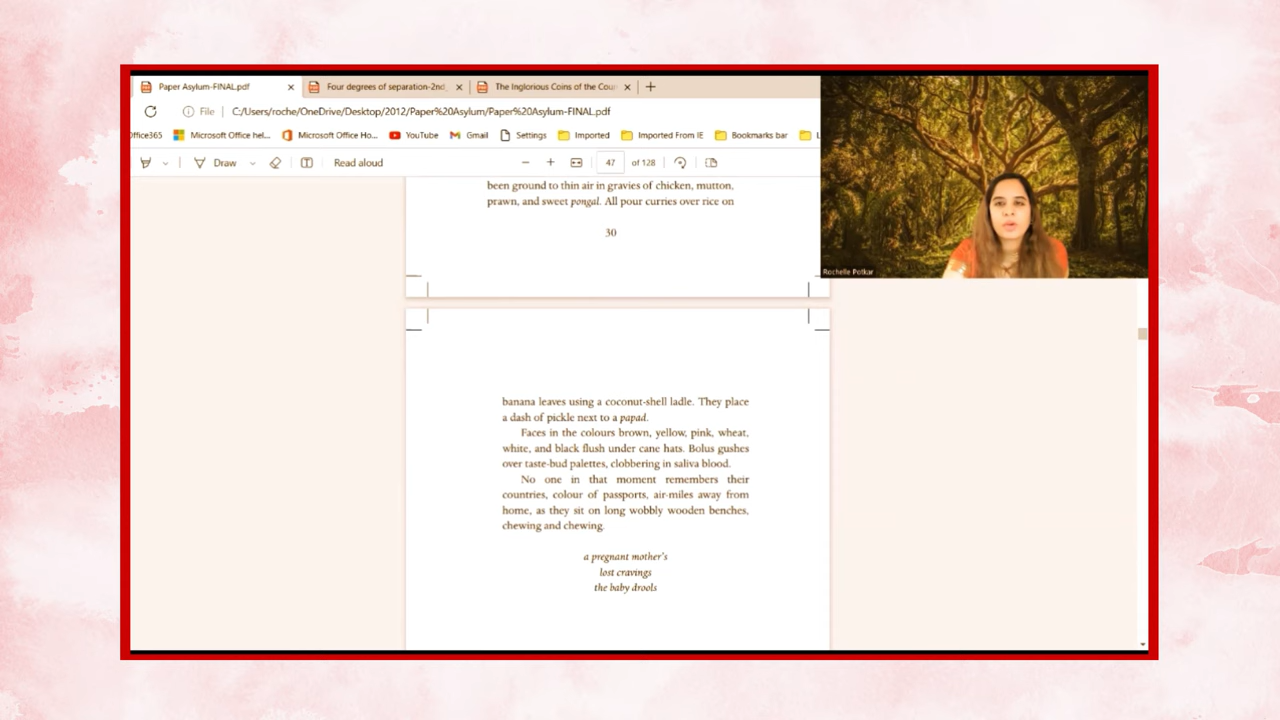 Paper Asylum-FINAL.pdf
Four degrees of separation-2nd
The Inglorious Coins of the Coun
File
C:/Users/roche/OneDrive/Desktop/2012/Paper%20Asylum/Paper%20Asylum-FINAL.pdf
Office365
Microsoft Office hel...
Microsoft Office Ho...
YouTube
Gmail
Settings
Imported
Imported From IE
Bookmarks bar
L
Draw
Read aloud
47 of 128
been ground to thin air in gravies of chicken, mutton,
prawn, and sweet pongal. All pour curries over rice on
30
Rochelle Potkar
banana leaves using a coconut-shell ladle. They place
a dash of pickle next to a papad.
Faces in the colours brown, yellow, pink, wheat,
white, and black flush under cane hats. Bolus gushes
over taste-bud palettes, clobbering in saliva blood.
No one in that moment remembers their
countries, colour of passports, air-miles away from
home, as they sit on long wobbly wooden benches,
chewing and chewing.
a pregnant mother's
lost cravings
the baby drools